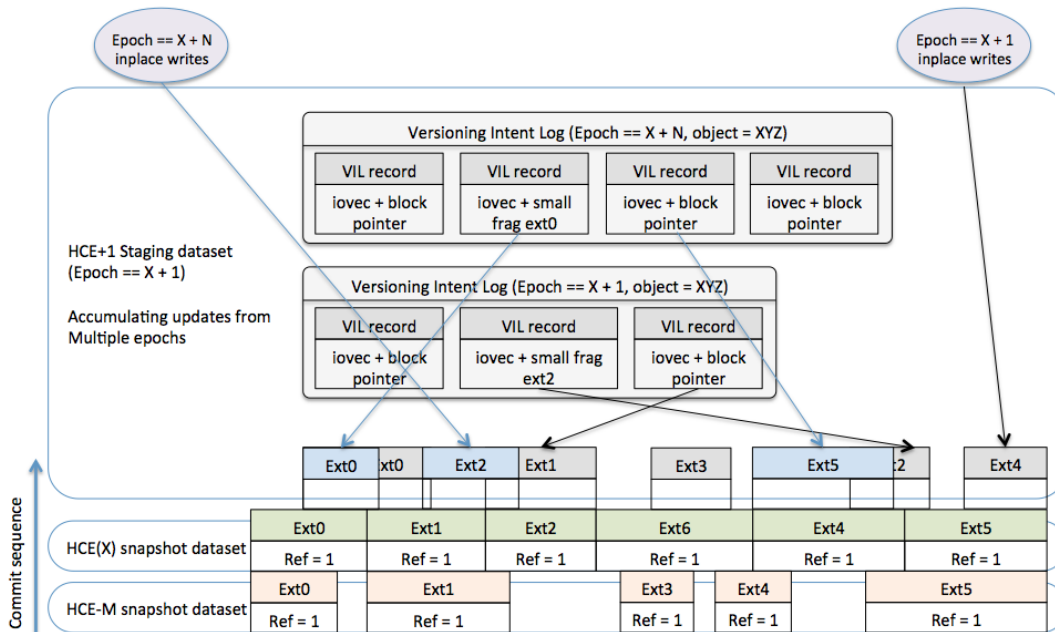 Epoch == X + N
inplace writes
Epoch == X + 1
inplace writes
Versioning Intent Log (Epoch == X + N, object = XYZ)
VIL record
iovec + block
pointer
VIL record
iovec + small
frag ext0
VIL record
iovec + block
pointer
VIL record
iovec + block
pointer
HCE+1 Staging dataset
(Epoch == X + 1)
Accumulating updates from
Multiple epochs
Versioning Intent Log (Epoch == X + 1, object = XYZ)
VIL record
iovec + block
pointer
VIL record
iovec + small frag
ext2
VIL record
iovec + block
pointer
Ext0
xt0
Ext2
Ext1
Ext3
Ext5
t2
Ext4
Commit sequence
HCE(X) snapshot dataset
Ext0
Ext1
Ext2
Ext6
Ext4
Ext5
Ref = 1
Ref = 1
Ref = 1
Ref = 1
Ref = 1
Ref = 1
HCE-M snapshot dataset
Ext0
Ext1
Ext3
Ext4
Ext5
Ref = 1
Ref = 1
Ref = 1
Ref = 1
Ref = 1